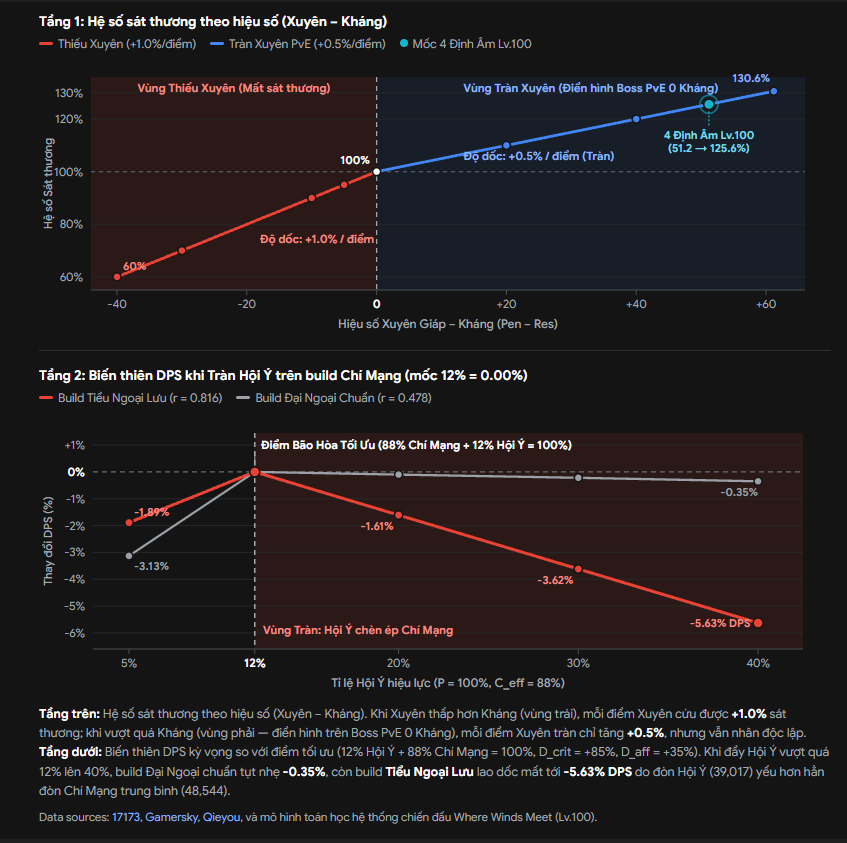 Tầng 1: Hệ số sát thương theo hiệu số (Xuyên – Kháng)
Thiếu Xuyên (+1.0%/điểm) Tràn Xuyên PvE (+0.5%/điểm) Mốc 4 Định Âm Lv.100
130.6%
Vùng Thiếu Xuyên (Mất sát thương) Vùng Tràn Xuyên (Điển hình Boss PvE 0 Kháng)
130%
120%
4 Định Âm Lv.100
(51.2 → 125.6%)
100%
Độ dốc: +0.5% / điểm (Tràn)
100%
80%
Độ dốc: +1.0% / điểm
60%
60%
Hệ số Sát thương
−40 −20 0 +20 +40 +60
Hiệu số Xuyên Giáp – Kháng (Pen – Res)
Tầng 2: Biến thiên DPS khi Tràn Hội Ý trên build Chí Mạng (mốc 12% = 0.00%)
Build Tiểu Ngoại Lưu (r = 0.816) Build Đại Ngoại Chuẩn (r = 0.478)
+1%
Điểm Bão Hòa Tối Ưu (88% Chí Mạng + 12% Hội Ý = 100%)
0%
-0.35%
-1%
-1.89%
-1.61%
-2%
-3%
-3.13%
-3.62%
-4%
-5%
-5.63% DPS
-6%
Vùng Tràn: Hội Ý chèn ép Chí Mạng
Thay đổi DPS (%)
5% 12% 20% 30% 40%
Tỉ lệ Hội Ý hiệu lực (P = 100%, C_eff = 88%)
Tầng trên: Hệ số sát thương theo hiệu số (Xuyên – Kháng). Khi Xuyên thấp hơn Kháng (vùng trái), mỗi điểm Xuyên cứu được +1.0% sát
thương; khi vượt quá Kháng (vùng phải — điển hình trên Boss PvE 0 Kháng), mỗi điểm Xuyên tràn chỉ tăng +0.5%, nhưng vẫn nhân độc lập.
Tầng dưới: Biến thiên DPS kỳ vọng so với điểm tối ưu (12% Hội Ý + 88% Chí Mạng = 100%, D_crit = +85%, D_aff = +35%). Khi đẩy Hội Ý vượt quá
12% lên 40%, build Đại Ngoại chuẩn tụt nhẹ -0.35%, còn build Tiểu Ngoại Lưu lao dốc mất tới -5.63% DPS do đòn Hội Ý (39,017) yếu hơn hẳn
đòn Chí Mạng trung bình (48,544).
Data sources: 17173, Gamersky, Qieyou, và mô hình toán học hệ thống chiến đấu Where Winds Meet (Lv.100).